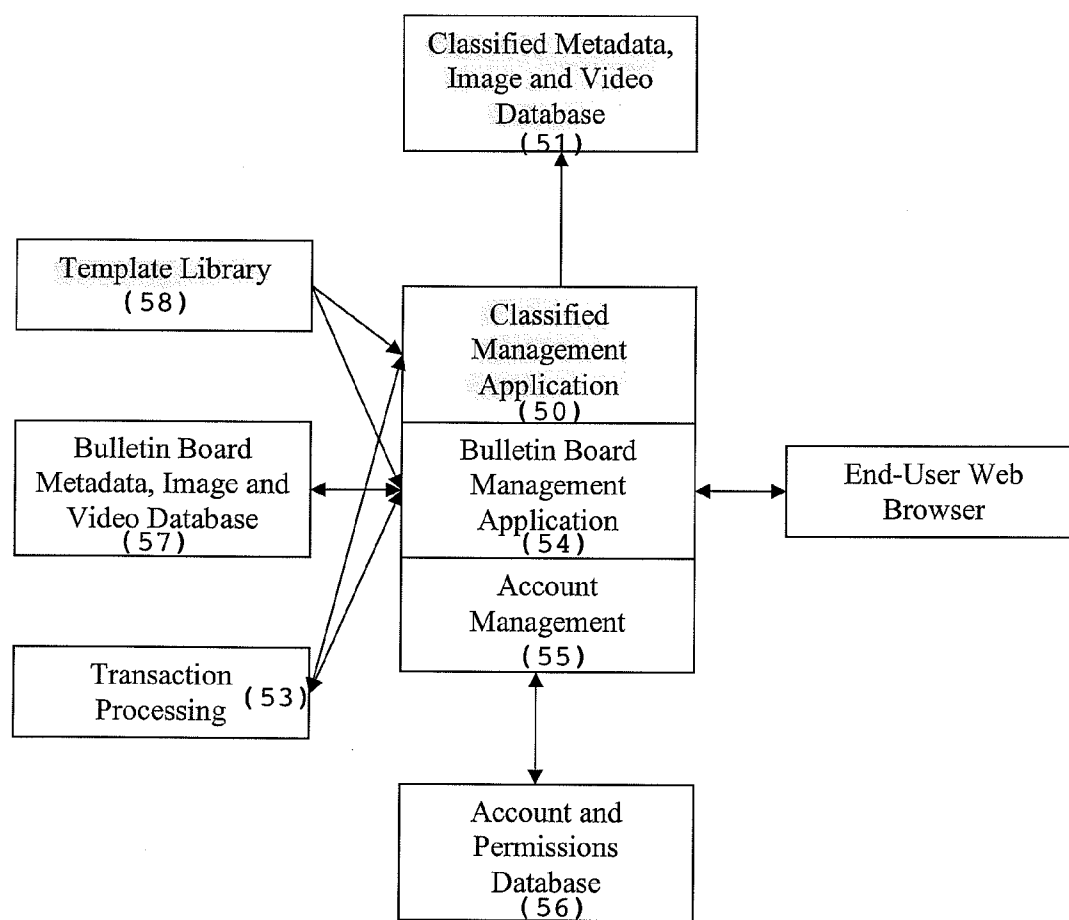 Classified Metadata,
Image and Video
Database
(51)
Template Library
(58)
Classified
Management
Application
(50)
Bulletin Board
Metadata, Image and
Video Database
(57)
Bulletin Board
Management
Application
(54)
End-User Web
Browser
Account
Management
(55)
Transaction
Processing (53)
Account and
Permissions
Database
(56)